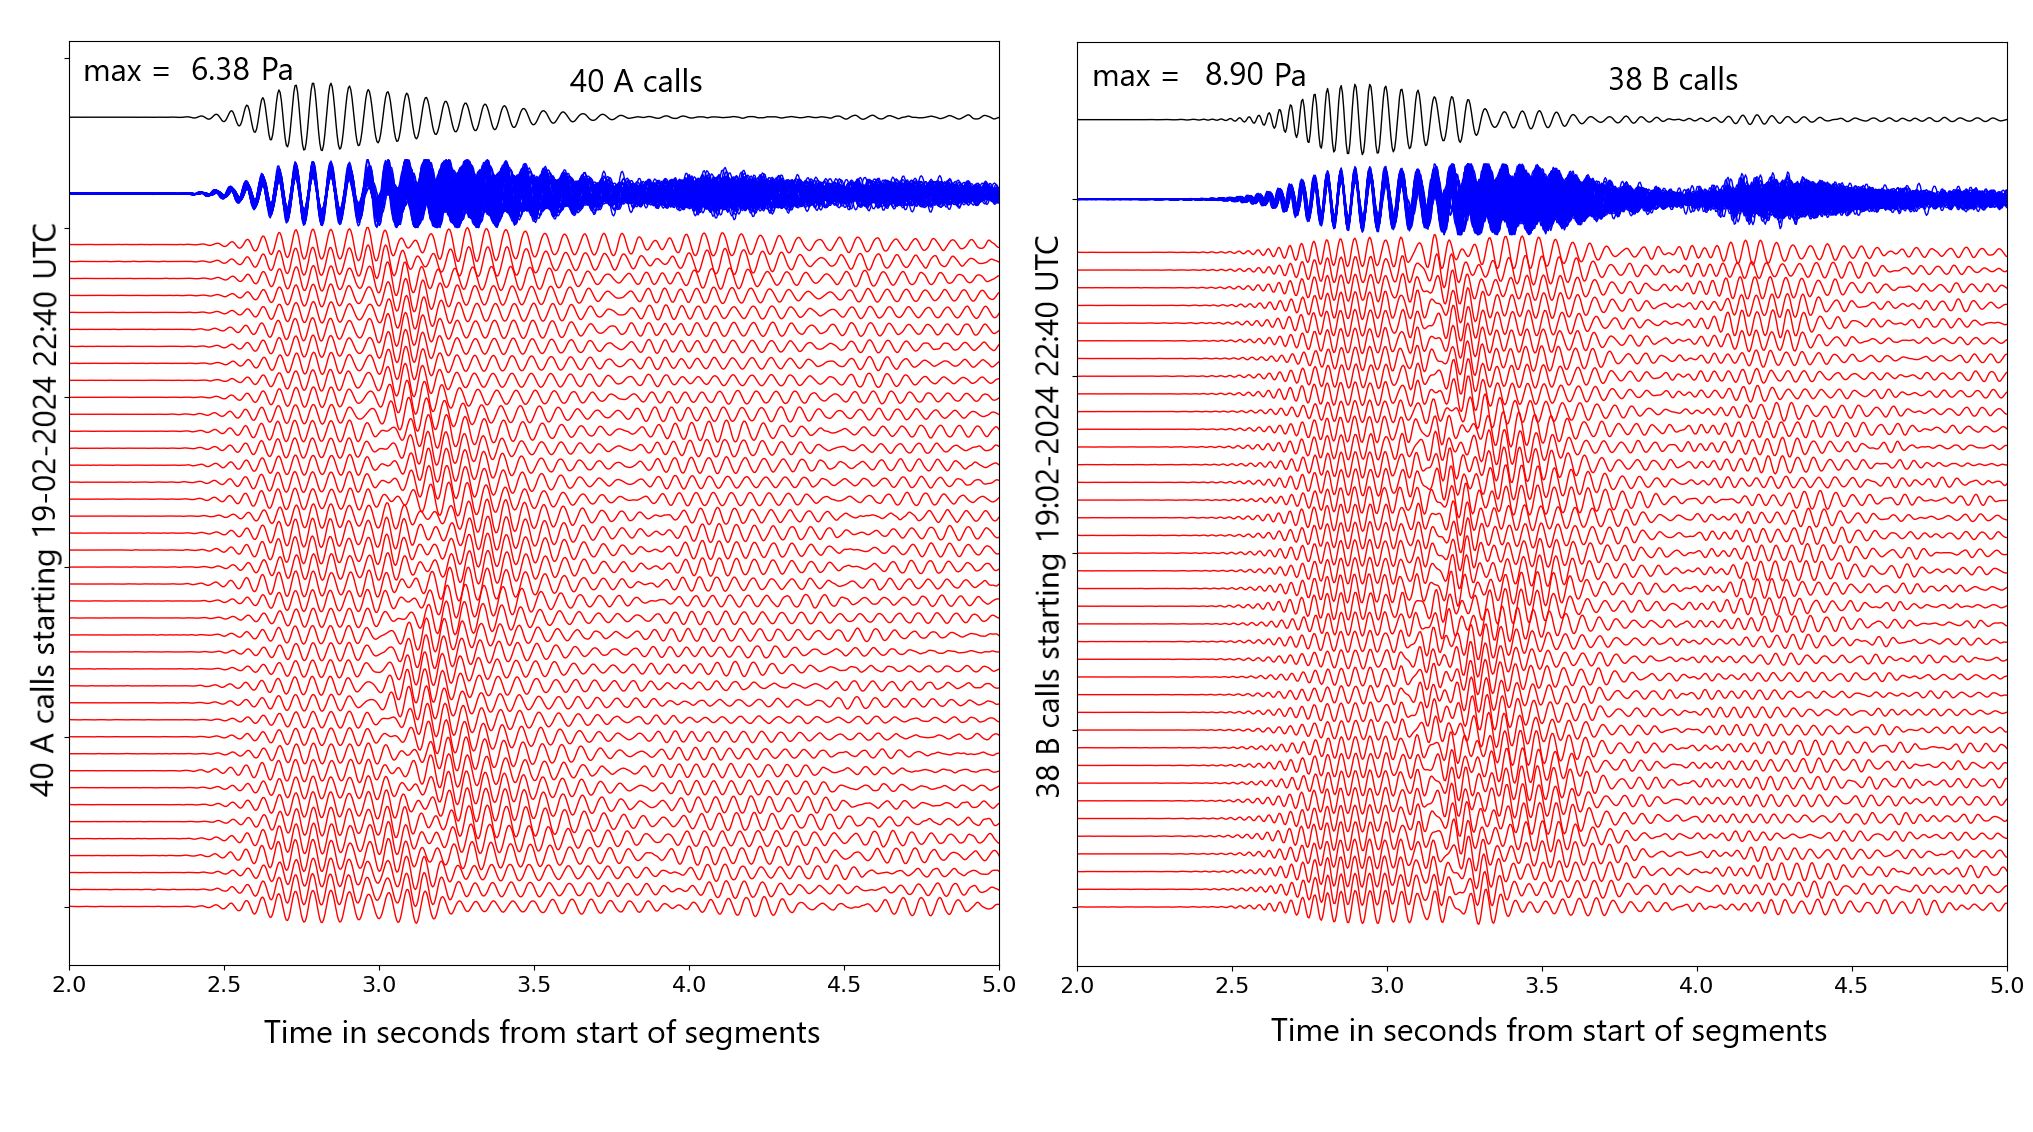 max = 6.38 Pa
40 A calls
40 A calls starting 19-02-2024 22:40 UTC
2.0 2.5 3.0 3.5 4.0 4.5 5.0
Time in seconds from start of segments
max = 8.90 Pa
38 B calls
38 B calls starting 19:02-2024 22:40 UTC
2.0 2.5 3.0 3.5 4.0 4.5 5.0
Time in seconds from start of segments